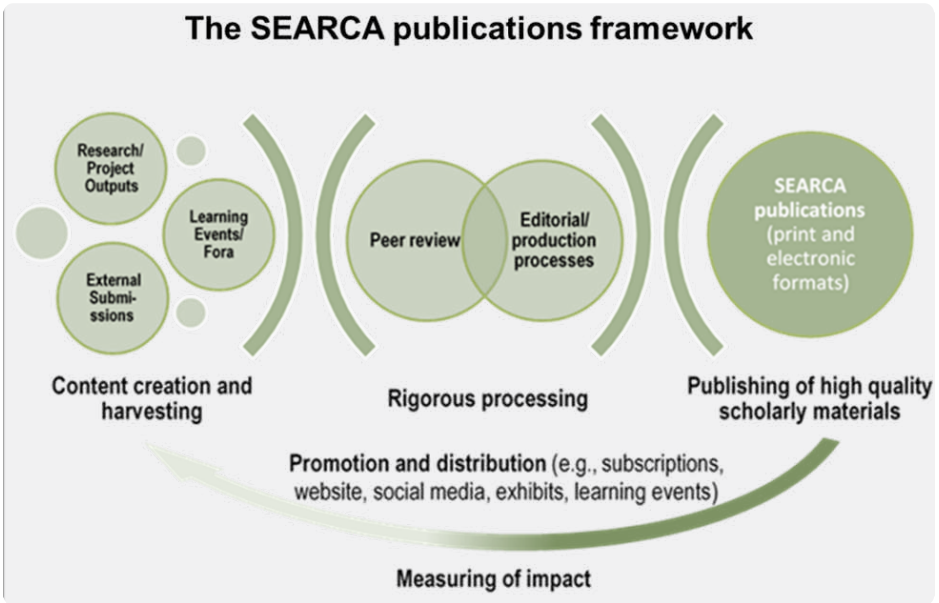 The SEARCA publications framework
Research/
Project
Outputs
Learning
Events/
Fora
External
Submi-
ssions
Content creation and
harvesting
Peer review
Editorial/
production
processes
Rigorous processing
SEARCA
publications
(print and
electronic
formats)
Publishing of high quality
scholarly materials
Promotion and distribution (e.g., subscriptions,
website, social media, exhibits, learning events)
Measuring of impact